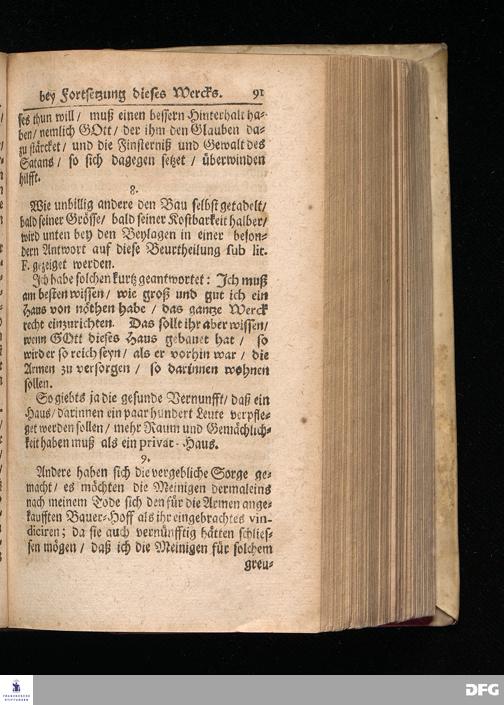 bey Fortsetzung dieses Wercks. 91
ses thun will / muß einen bessern Hinterhalt ha-
ben / nemlich GOtt / der ihm den Glauben da-
zu stärcket / und die Finsterniß und Gewalt des
Satans / so sich dagegen setzet / überwinden
hilfft.
8.
Wie unbillig andere den Bau selbst getadelt /
bald seiner Grösse / bald seiner Kostbarkeit halber /
wird unten bey den Beylagen in einer beson-
dern Antwort auf diese Beurtheilung sub lit.
F. gezeiget werden.
Ich habe solchen kurtz geantwortet: Ich muß
am besten wissen / wie groß und gut ich ein
Haus von nöthen habe / das gantze Werck
recht einzurichten. Das sollt ihr aber wissen /
wenn GOtt dieses Haus gebauet hat / so
wird er so reich seyn / als er vorhin war / die
Armen zu versorgen / so darinnen wohnen
sollen.
So giebts ja die gesunde Vernunfft / daß ein
Haus / darinnen ein paar hundert Leute verpfle-
get werden sollen / mehr Raum und Gemächlich-
keit haben muß als ein privat-Haus.
9.
Andere haben sich die vergebliche Sorge ge-
macht / es möchten die Meinigen dermaleins
nach meinem Tode sich den für die Armen ange-
kaufften Bauer-Hoff als ihr eingebrachtes vin-
diciren; da sie auch vernünfftig hätten schlies-
sen mögen / daß ich die Meinigen für solchem
greu-
FRANCKESCHE
STIFTUNGEN
DFG